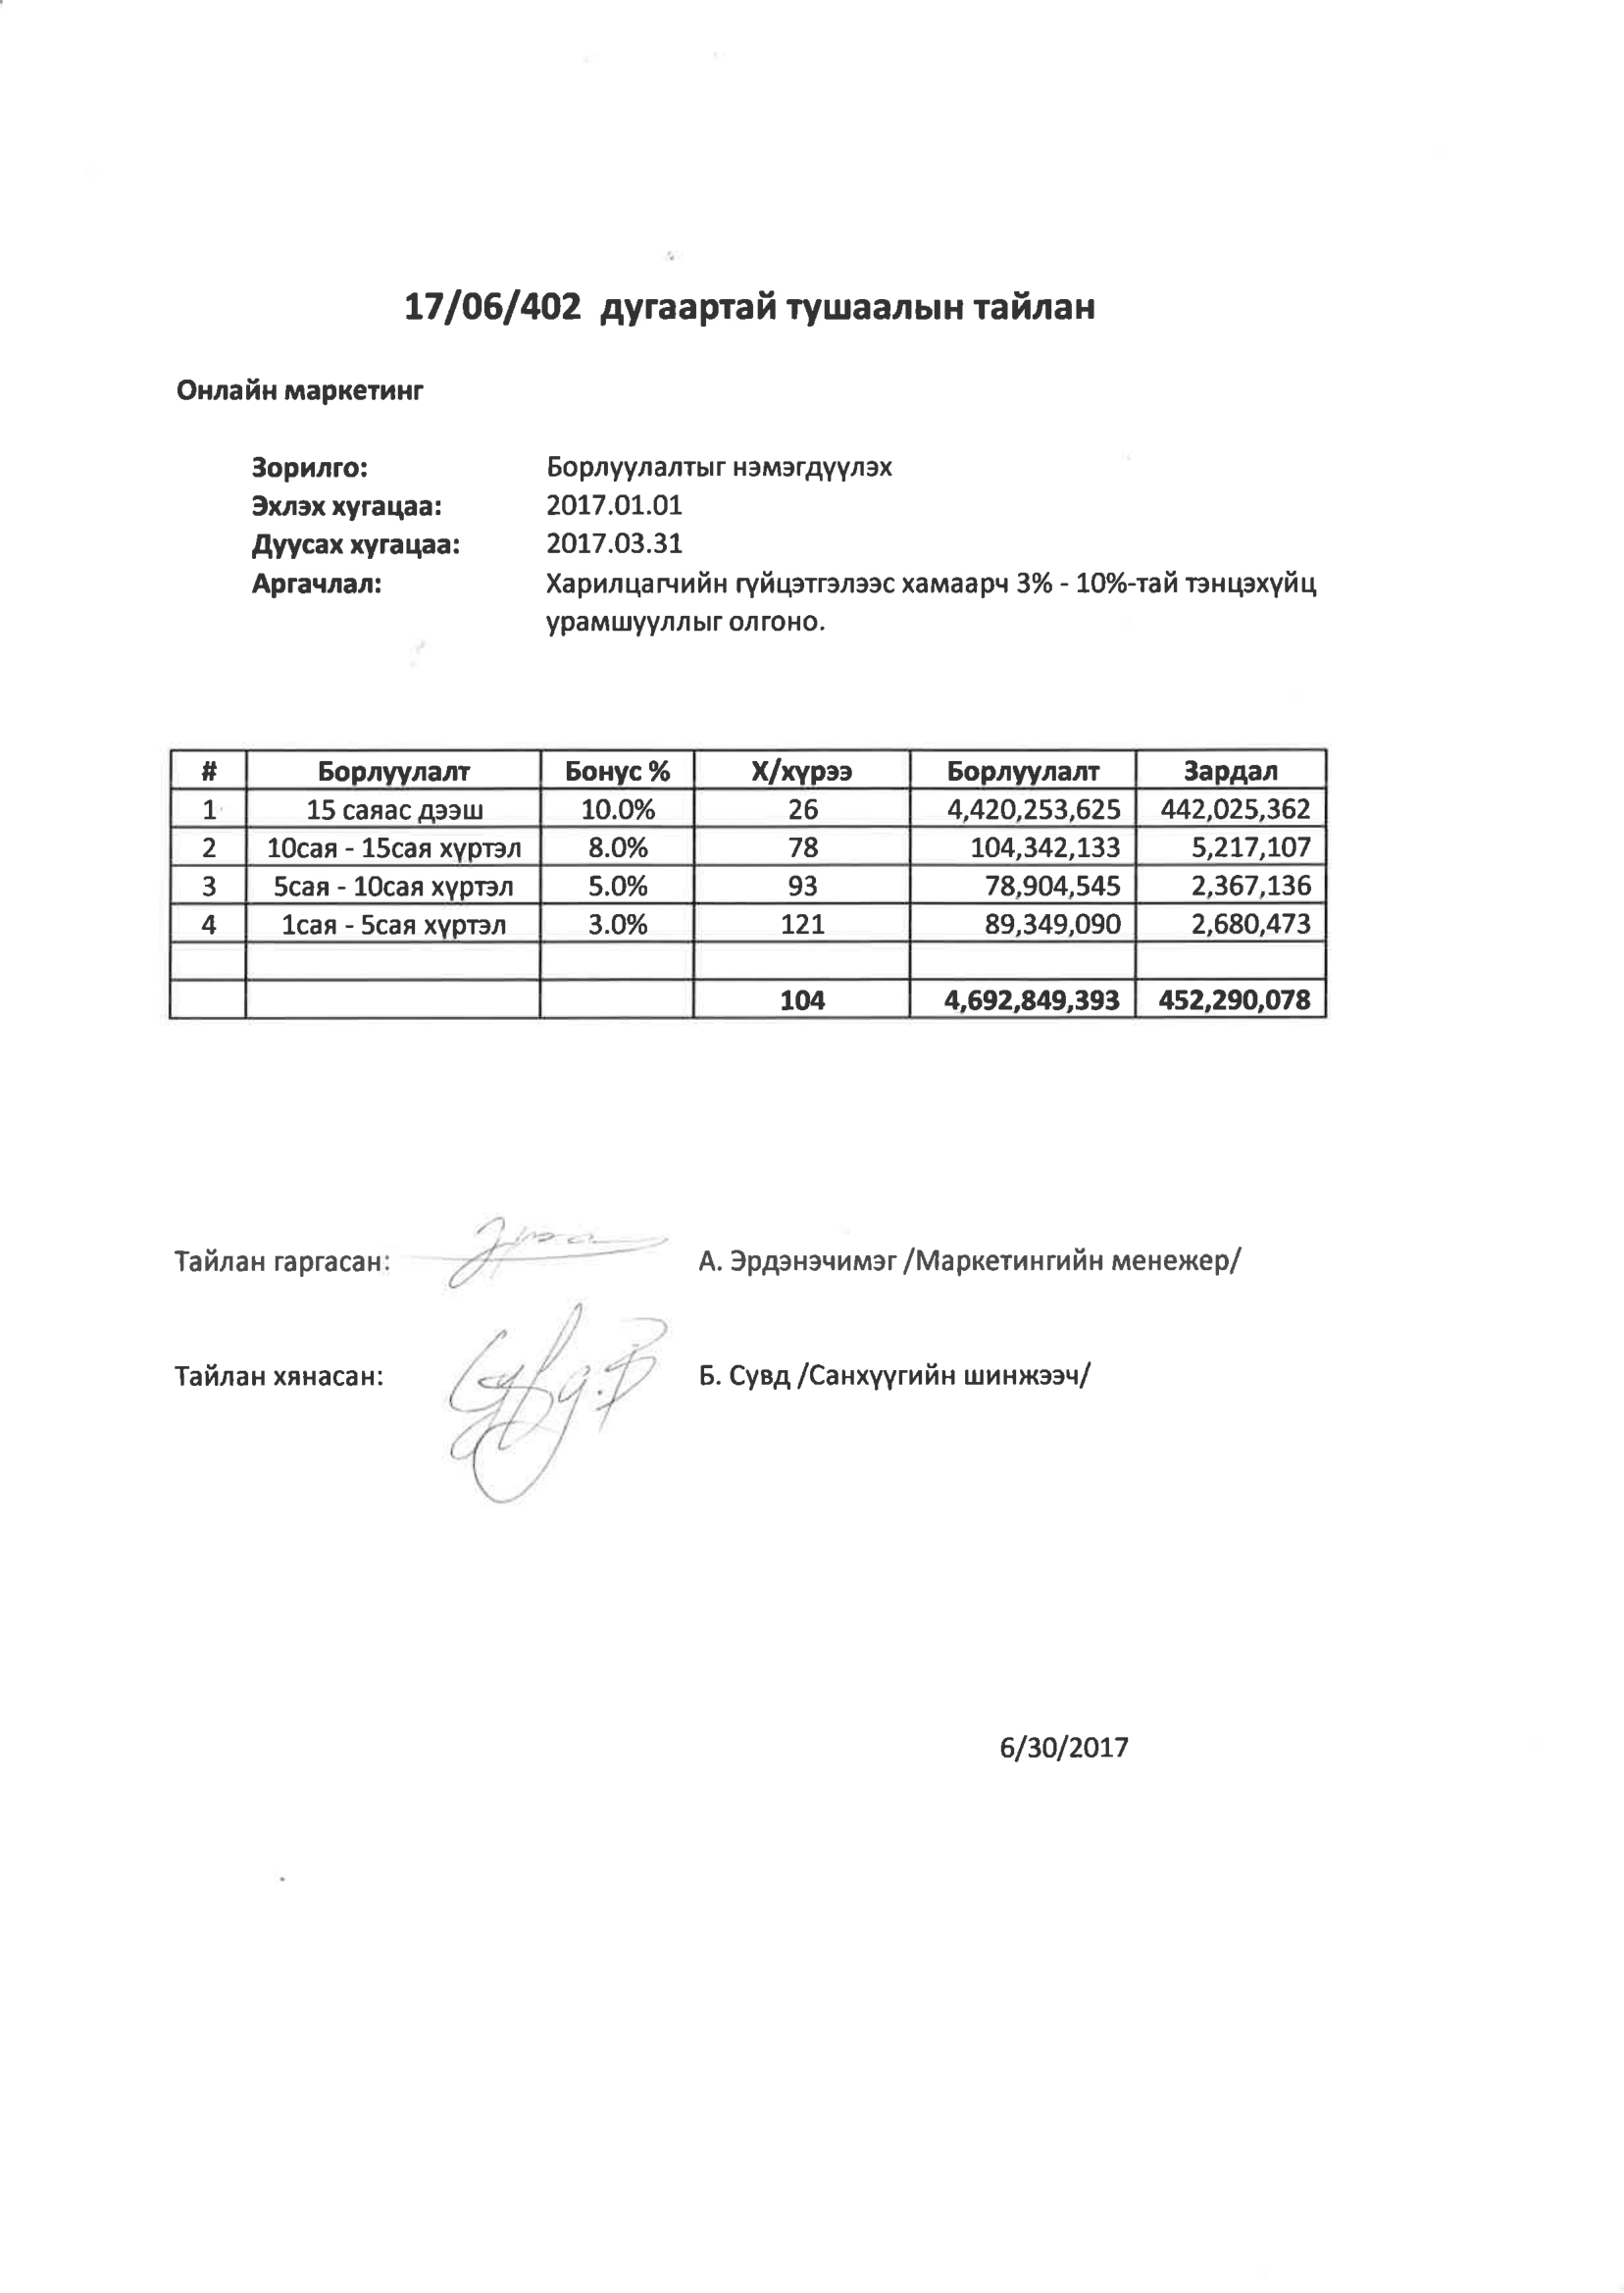 17/06/402 дугаартай тушаалын тайлан
Онлайн маркетинг
Зорилго: Борлуулалтыг нэмэгдүүлэх
Эхлэх хугацаа: 2017.01.01
Дуусах хугацаа: 2017.03.31
Аргачлал: Харилцагчийн гүйцэтгэлээс хамаарч 3% - 10%-тай тэнцэхүйц
урамшууллыг олгоно.
# Борлуулалт Бонус % Х/хүрээ Борлуулалт Зардал
1 15 саяас дээш 10.0% 26 4,420,253,625 442,025,362
2 10сая - 15сая хүртэл 8.0% 78 104,342,133 5,217,107
3 5сая - 10сая хүртэл 5.0% 93 78,904,545 2,367,136
4 1сая - 5сая хүртэл 3.0% 121 89,349,090 2,680,473
104 4,692,849,393 452,290,078
Тайлан гаргасан: А. Эрдэнэчимэг /Маркетингийн менежер/
Тайлан хянасан: Б. Сувд /Санхүүгийн шинжээч/
6/30/2017